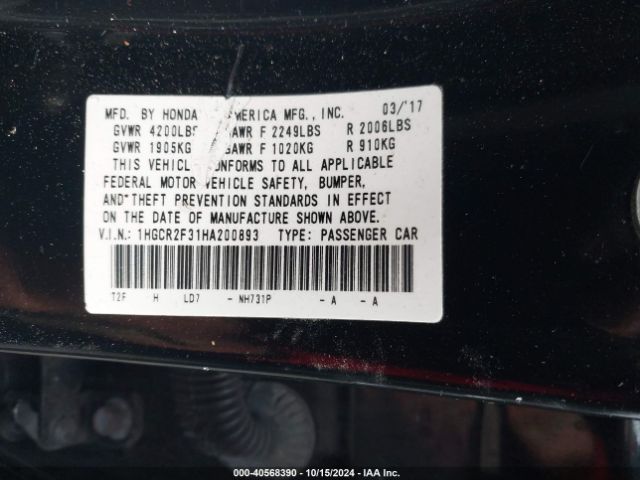 MFD. BY HONDA AMERICA MFG., INC. 03/'17
GVWR 4200LBS GAWR F 2249LBS R 2006LBS
GVWR 1905KG GAWR F 1020KG R 910KG
THIS VEHICLE CONFORMS TO ALL APPLICABLE
FEDERAL MOTOR VEHICLE SAFETY, BUMPER,
AND THEFT PREVENTION STANDARDS IN EFFECT
ON THE DATE OF MANUFACTURE SHOWN ABOVE.
V.I.N.: 1HGCR2F31HA200893 TYPE: PASSENGER CAR
T2F H LD7 - NH731P - A - A
000-40568390 - 10/15/2024 - IAA Inc.